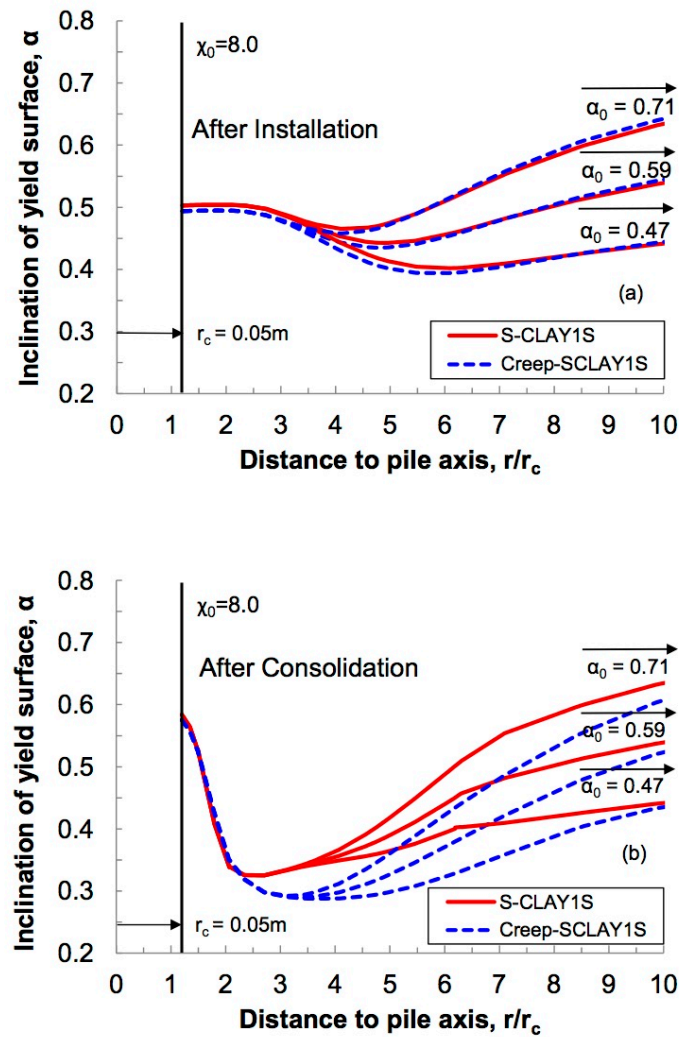 0.8
χ₀=8.0
0.7
α₀ = 0.71
After Installation
0.6
α₀ = 0.59
0.5
α₀ = 0.47
0.4
(a)
0.3
r_c = 0.05m
S-CLAY1S
Creep-SCLAY1S
0.2
Inclination of yield surface, α
0 1 2 3 4 5 6 7 8 9 10
Distance to pile axis, r/r_c
0.8
χ₀=8.0
0.7
After Consolidation
α₀ = 0.71
0.6
α₀ = 0.59
0.5
α₀ = 0.47
0.4
(b)
0.3
r_c = 0.05m
S-CLAY1S
Creep-SCLAY1S
0.2
Inclination of yield surface, α
0 1 2 3 4 5 6 7 8 9 10
Distance to pile axis, r/r_c